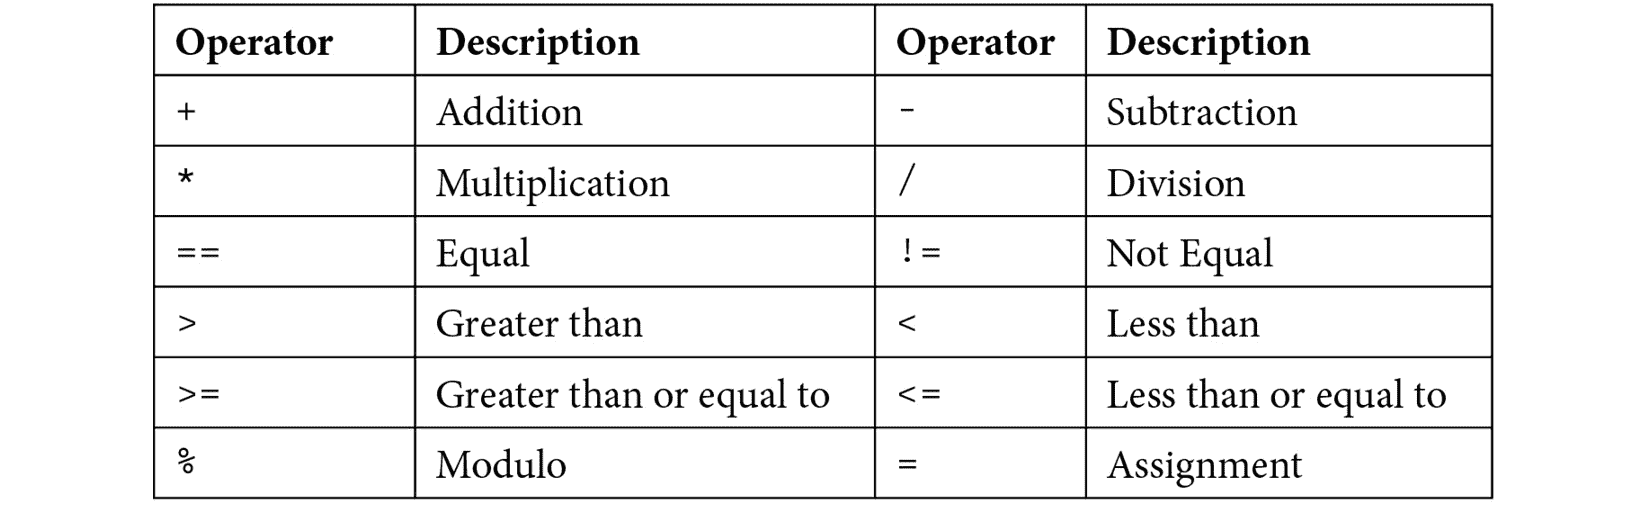 Operator Description Operator Description
+ Addition - Subtraction
* Multiplication / Division
== Equal != Not Equal
> Greater than < Less than
>= Greater than or equal to <= Less than or equal to
% Modulo = Assignment